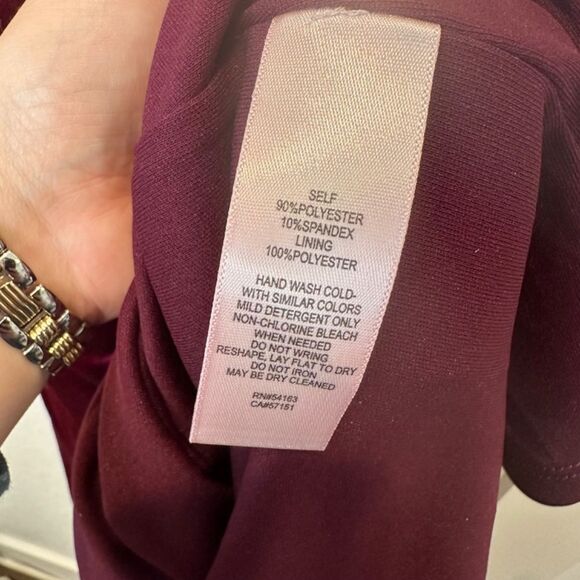 SELF
90%POLYESTER
10%SPANDEX
LINING
100%POLYESTER
HAND WASH COLD-
WITH SIMILAR COLORS
MILD DETERGENT ONLY
NON-CHLORINE BLEACH
WHEN NEEDED
DO NOT WRING
RESHAPE, LAY FLAT TO DRY
DO NOT IRON
MAY BE DRY CLEANED
RN#54163
CA#57151